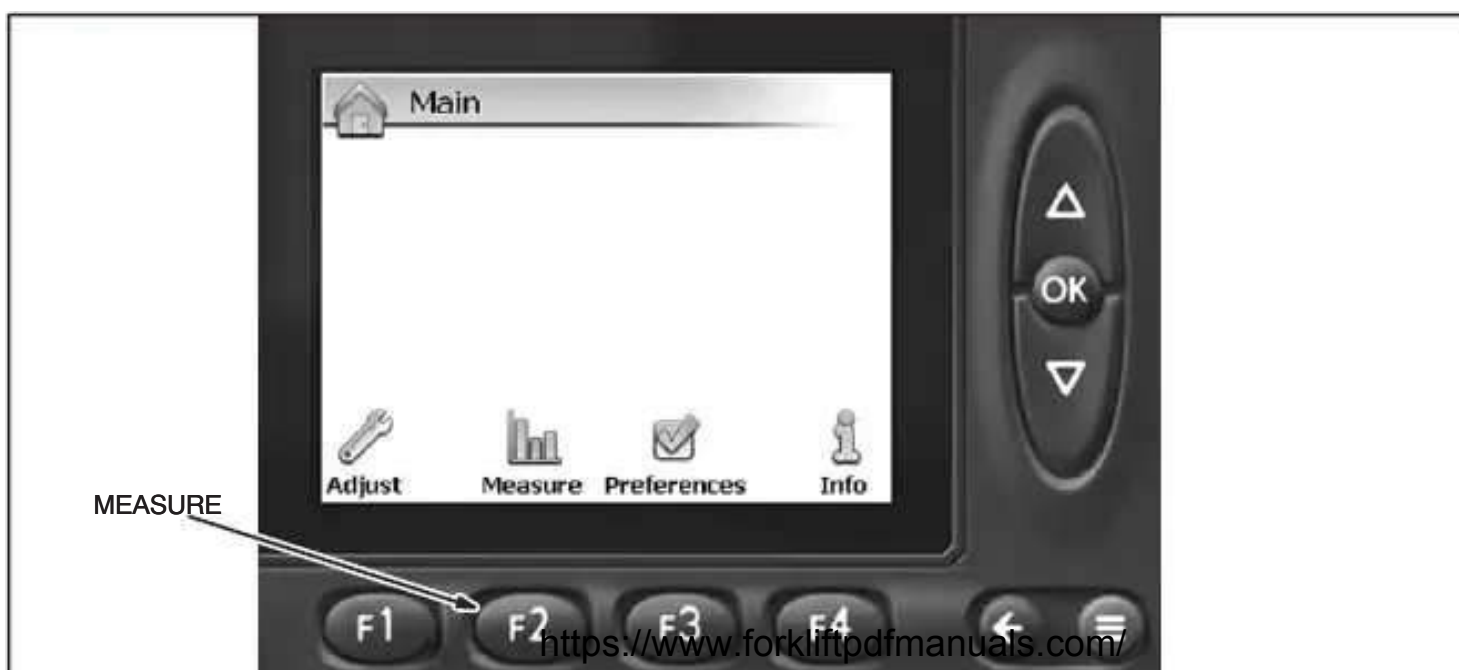 Main
OK
Adjust Measure Preferences Info
MEASURE
F1 F2 F3 F4
https://www.forkliftpdfmanuals.com/